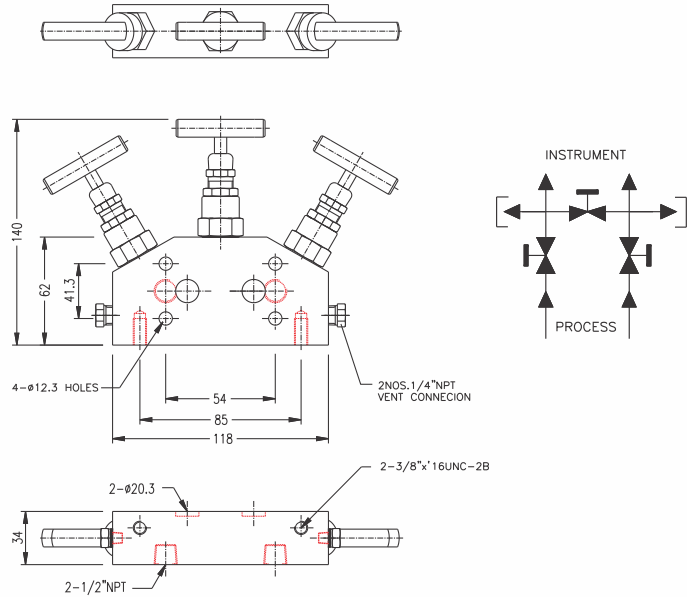 INSTRUMENT
140
62
41.3
PROCESS
4-ø12.3 HOLES
54
2NOS.1/4"NPT
VENT CONNECION
85
118
2-3/8"x'16UNC-2B
2-ø20.3
34
2-1/2"NPT